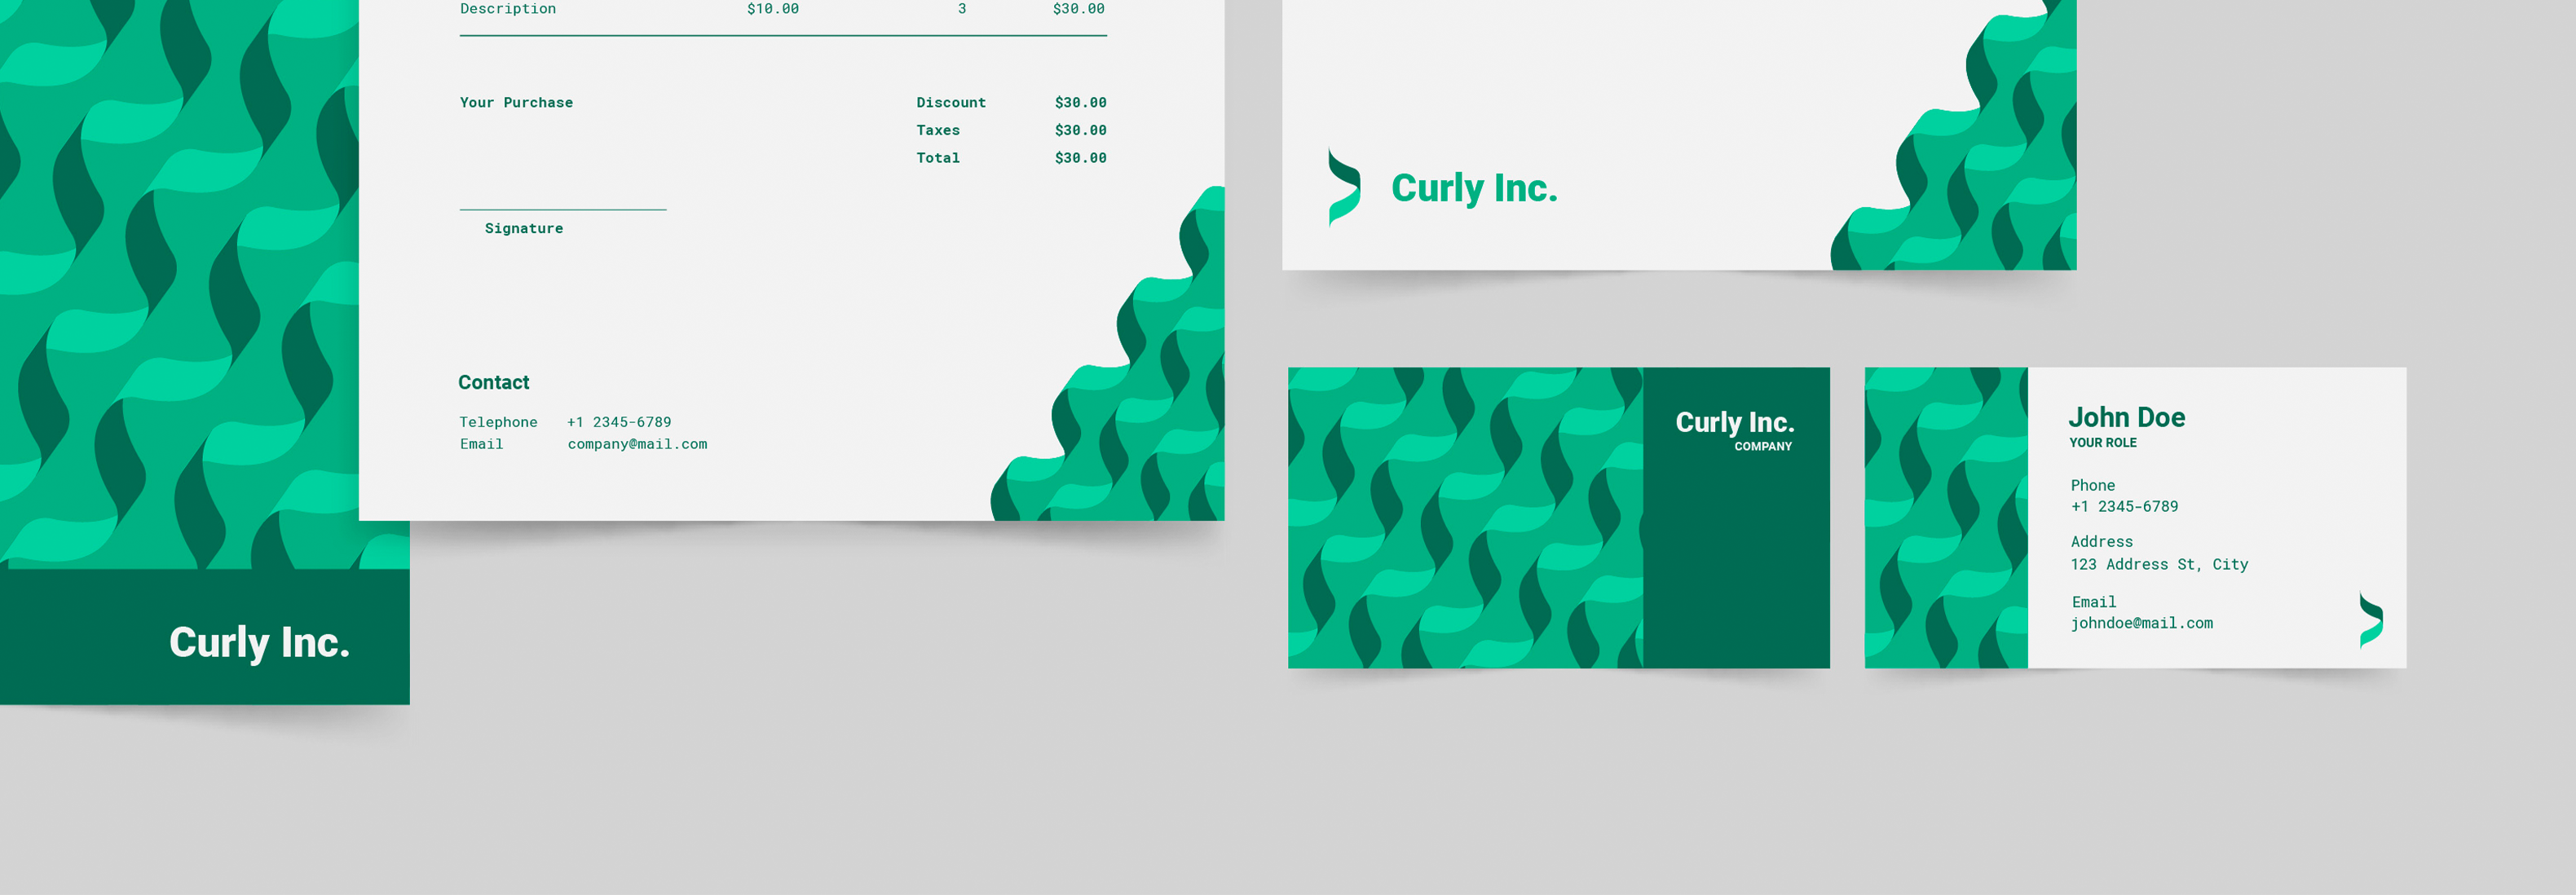 Description $10.00 3 $30.00
Your Purchase
Discount $30.00
Taxes $30.00
Total $30.00
Signature
Contact
Telephone +1 2345-6789
Email company@mail.com
Curly Inc.
Curly Inc.
Curly Inc.
COMPANY
John Doe
YOUR ROLE
Phone
+1 2345-6789
Address
123 Address St, City
Email
johndoe@mail.com